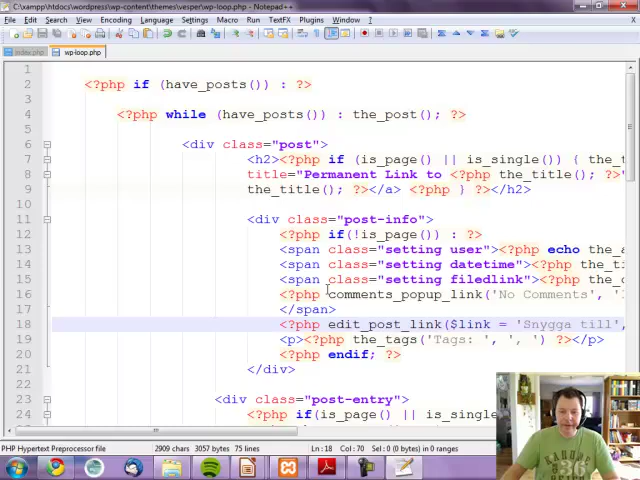 C:\xampp\htdocs\wordpress\wp-content\themes\vesper\wp-loop.php - Notepad++
File Edit Search View Encoding Language Settings Macro Run TextFX Plugins Window ?
index.php wp-loop.php
1
2 <?php if (have_posts()) : ?>
3
4 <?php while (have_posts()) : the_post(); ?>
5
6 <div class="post">
7 <h2><?php if (is_page() || is_single()) { the_t
8 title="Permanent Link to <?php the_title(); ?>"
9 the_title(); ?></a> <?php } ?></h2>
10
11 <div class="post-info">
12 <?php if(!is_page()) : ?>
13 <span class="setting user"><?php echo the_a
14 <span class="setting datetime"><?php the_ti
15 <span class="setting filedlink"><?php the_c
16 <?php comments_popup_link('No Comments', '1
17 </span>
18 <?php edit_post_link($link = 'Snygga till',
19 <p><?php the_tags('Tags: ', ', ', ') ?></p>
20 <?php endif; ?>
21 </div>
22
23 <div class="post-entry">
24 <?php if(is_page() || is_singl
PHP Hypertext Preprocessor file 2909 chars 3057 bytes 75 lines Ln : 18 Col : 70 Sel : 0 (0 bytes) in 0 ranges